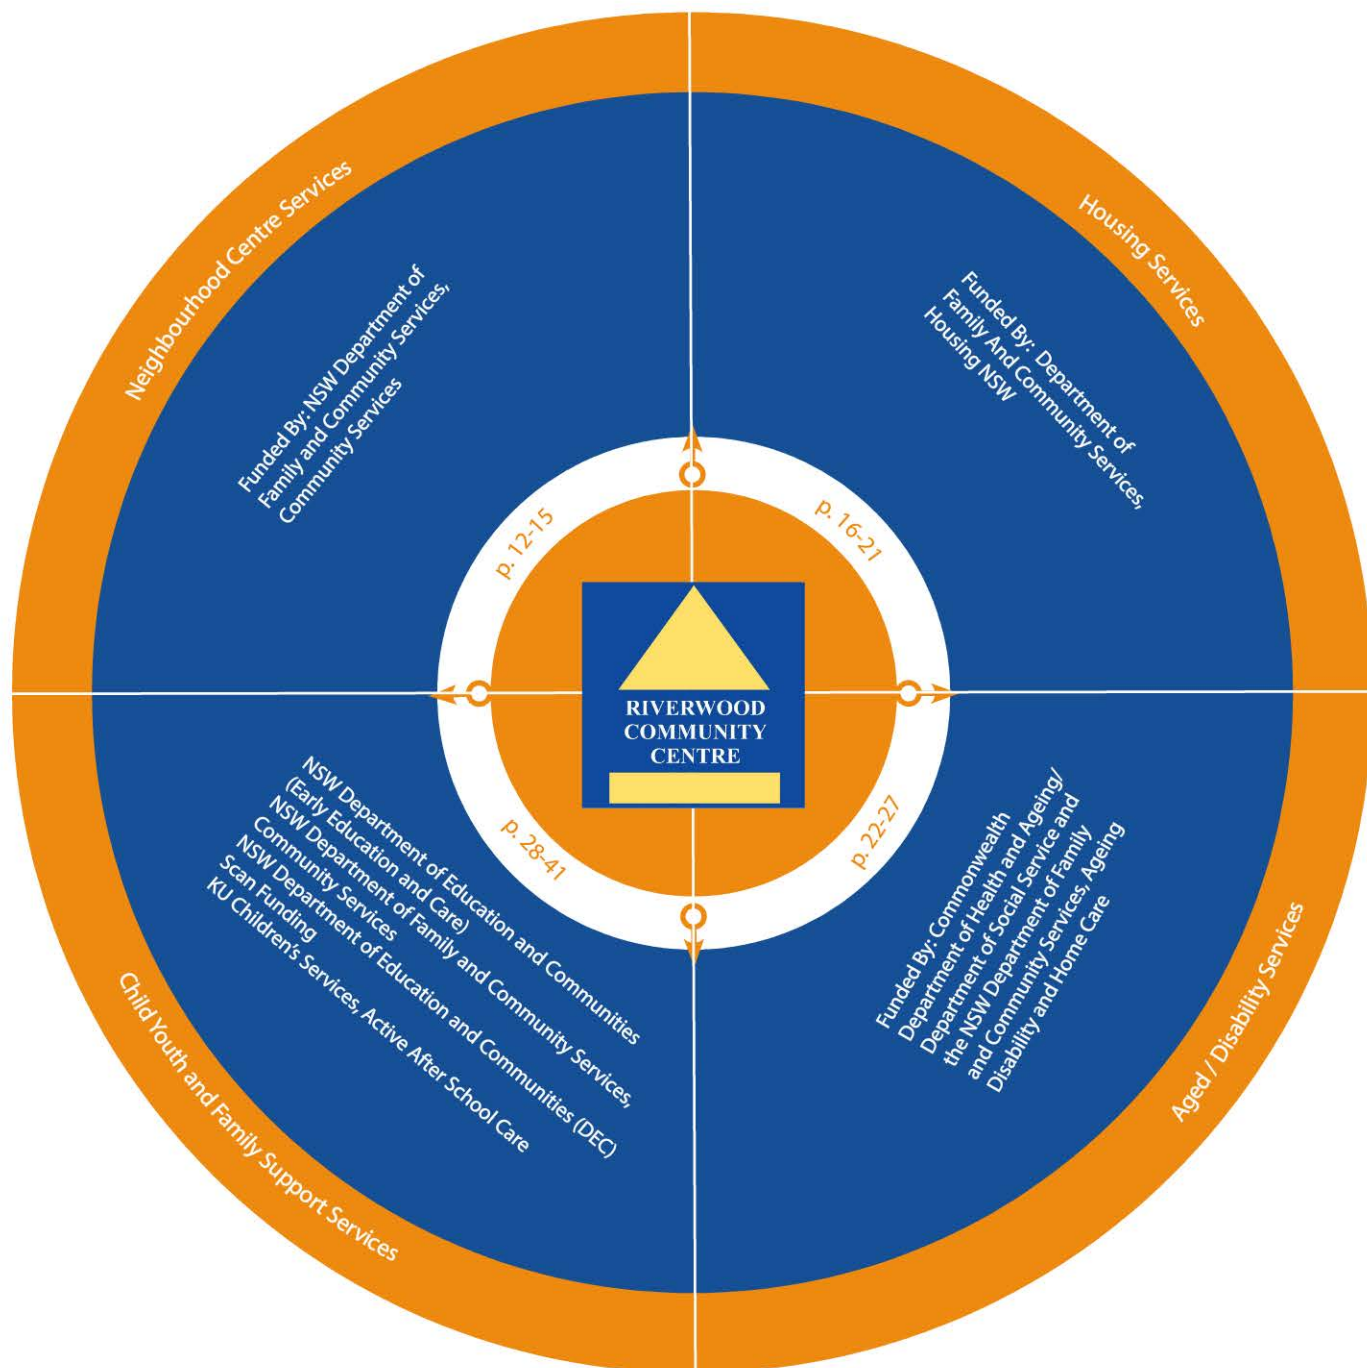 Neighbourhood Centre Services
Funded By: NSW Department of
Family and Community Services,
Community Services
p. 12-15
Housing Services
Funded By: Department of
Family And Community Services,
Housing NSW
p. 16-21
RIVERWOOD
COMMUNITY
CENTRE
p. 28-41
NSW Department of Education and Communities
(Early Education and Care)
NSW Department of Family and Community Services,
Community Services
NSW Department of Education and Communities (DEC)
Scan Funding
KU Children's Services, Active After School Care
Child Youth and Family Support Services
p. 22-27
Funded By: Commonwealth
Department of Health and Ageing/
Department of Social Service and
the NSW Department of Family
and Community Services, Ageing
Disability and Home Care
Aged / Disability Services